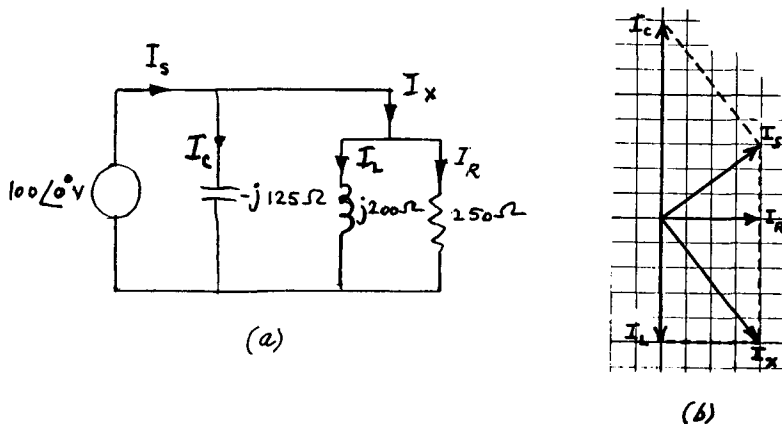 I_s
I_x
I_c
I_L
I_R
100∠0° V
-j125Ω
j200Ω
250Ω
(a)
I_c
I_s
I_R
I_L
I_x
(b)